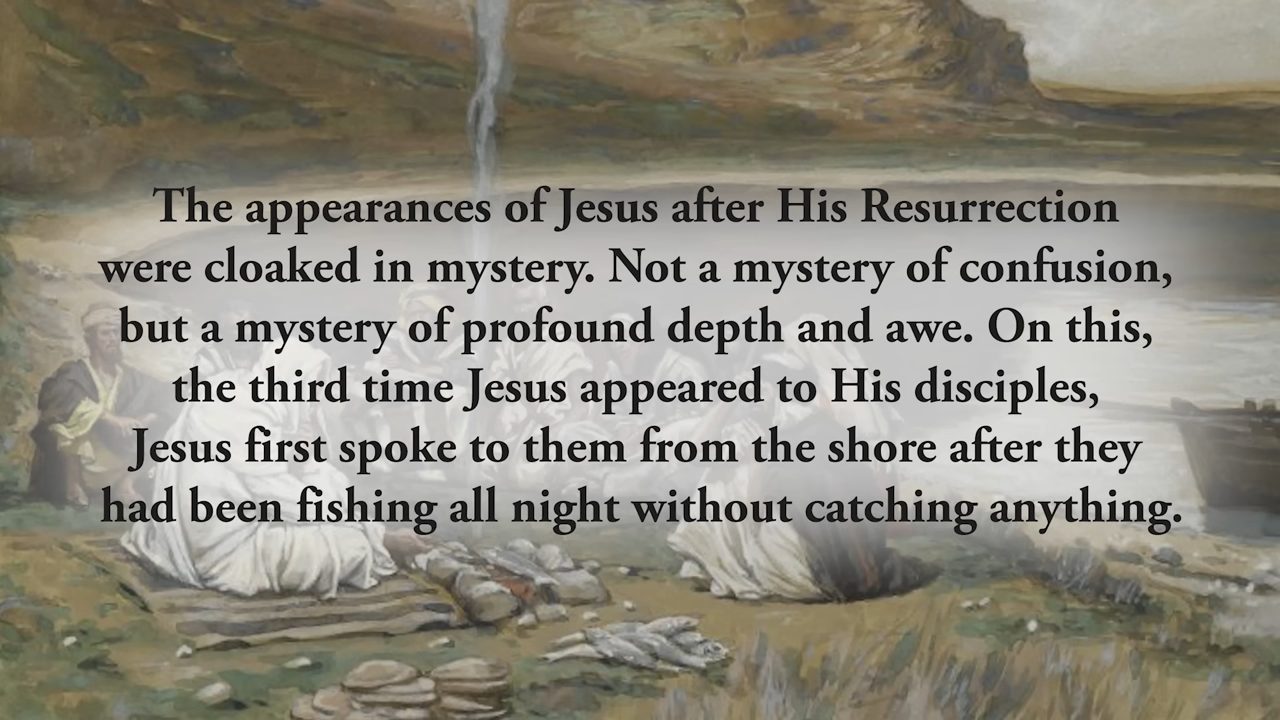 The appearances of Jesus after His Resurrection
were cloaked in mystery. Not a mystery of confusion,
but a mystery of profound depth and awe. On this,
the third time Jesus appeared to His disciples,
Jesus first spoke to them from the shore after they
had been fishing all night without catching anything.